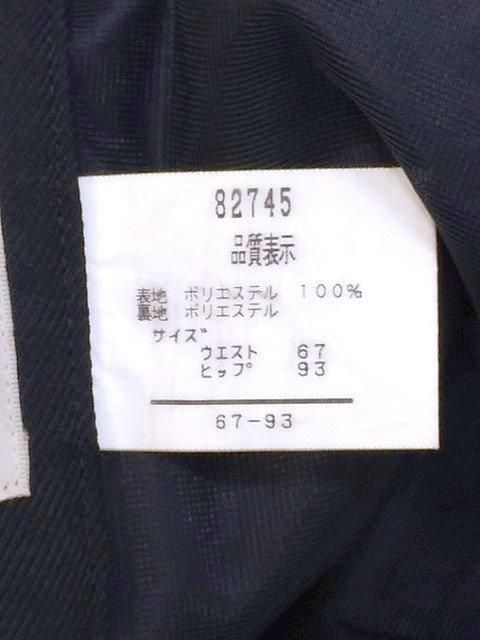 82745
品質表示
表地 ポリエステル 100%
裏地 ポリエステル
サイズ
ウエスト 67
ヒップ 93
67-93